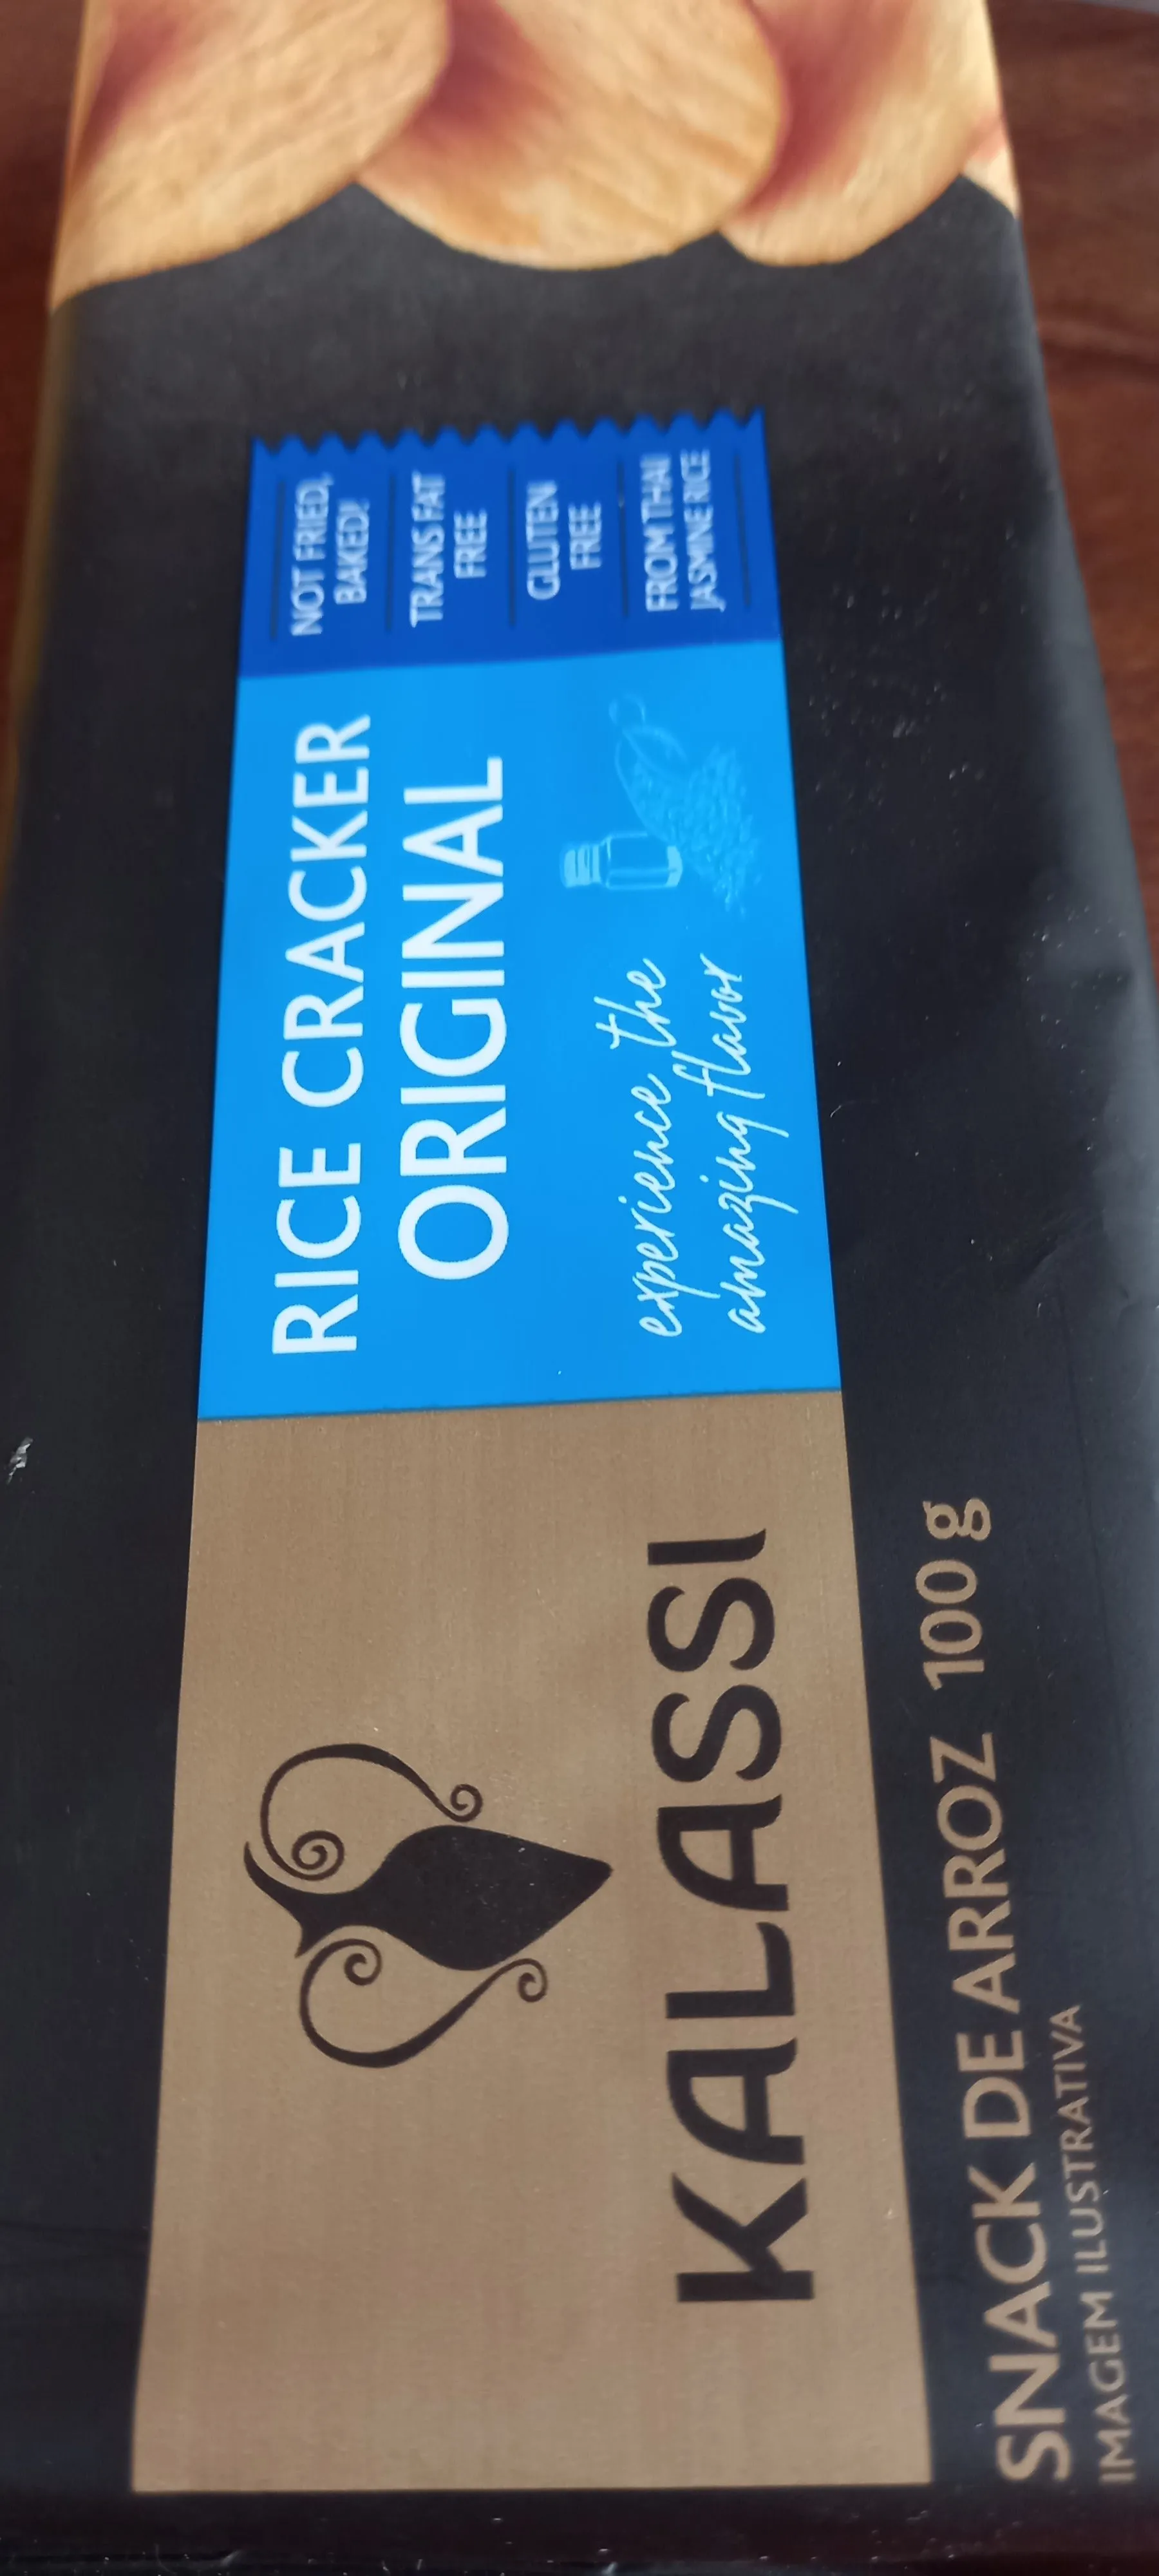 KALASSI
RICE CRACKER
ORIGINAL
experience the
amazing flavor
NOT FRIED,
BAKED!
TRANS FAT
FREE
GLUTEN
FREE
FROM THAI
JASMINE RICE
SNACK DE ARROZ 100 g
IMAGEM ILUSTRATIVA